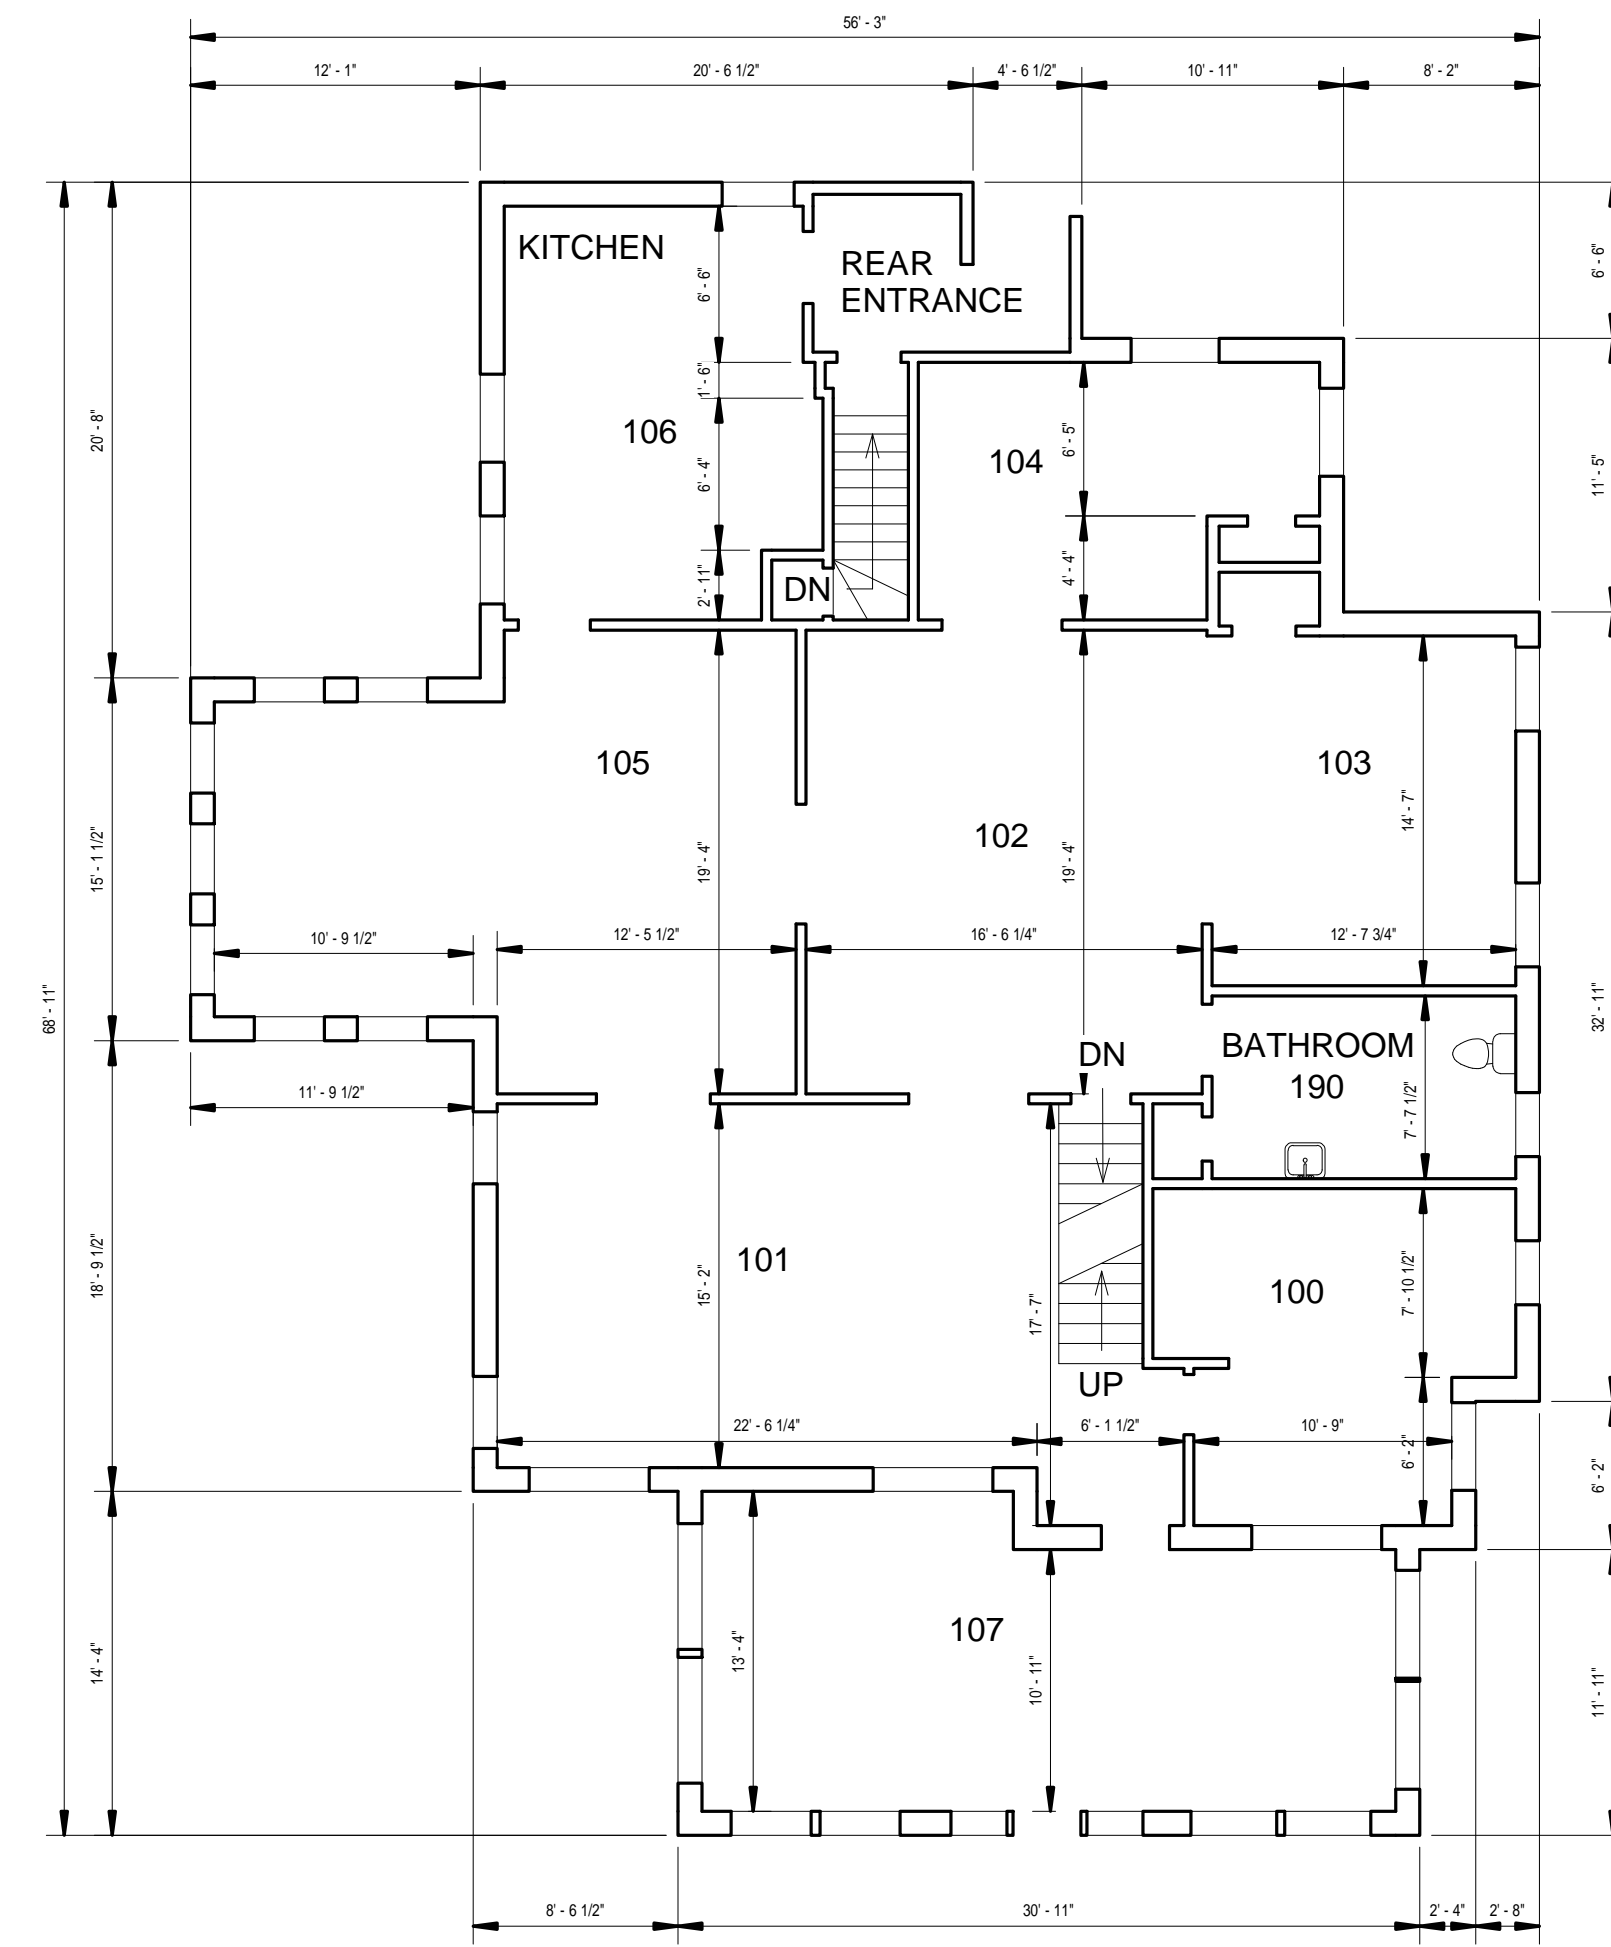 56' - 3"
12' - 1"
20' - 6 1/2"
4' - 6 1/2"
10' - 11"
8' - 2"
KITCHEN
REAR
ENTRANCE
6' - 6"
6' - 6"
1' - 6"
20' - 8"
106
6' - 5"
104
6' - 4"
11' - 5"
4' - 4"
2' - 11"
DN
105
103
14' - 7"
102
15' - 1 1/2"
19' - 4"
19' - 4"
10' - 9 1/2"
12' - 5 1/2"
16' - 6 1/4"
12' - 7 3/4"
68' - 11"
32' - 11"
DN
BATHROOM
190
11' - 9 1/2"
7' - 7 1/2"
18' - 9 1/2"
101
15' - 2"
17' - 7"
100
7' - 10 1/2"
UP
22' - 6 1/4"
6' - 1 1/2"
10' - 9"
6' - 2"
6' - 2"
107
14' - 4"
13' - 4"
10' - 11"
11' - 11"
8' - 6 1/2"
30' - 11"
2' - 4"
2' - 8"